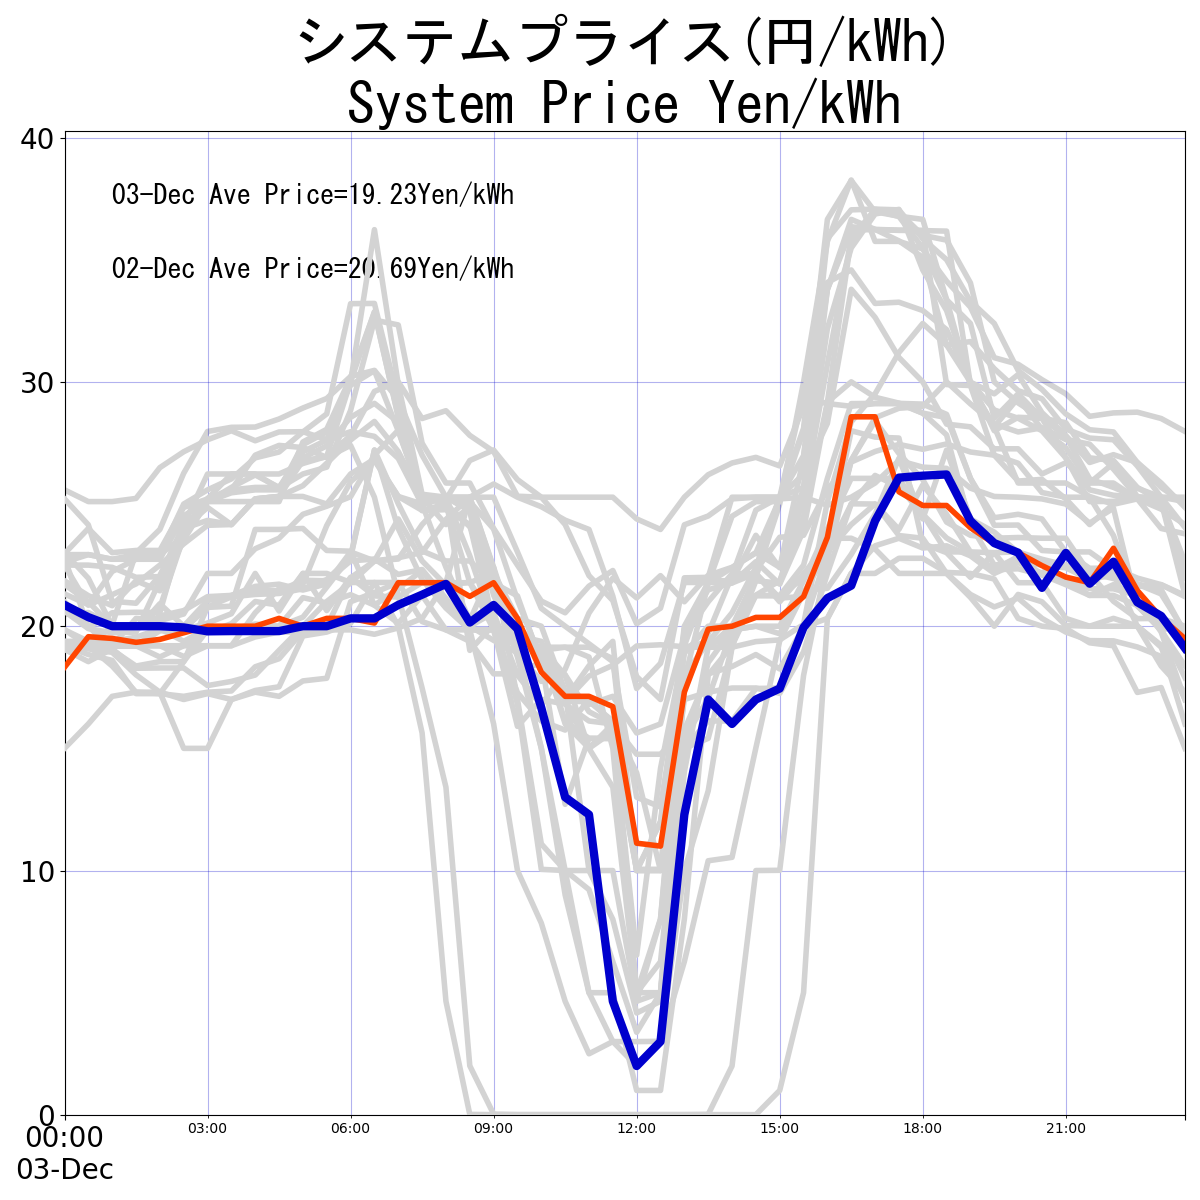 システムプライス(円/kWh)
System Price Yen/kWh
40
03-Dec Ave Price=19.23Yen/kWh
02-Dec Ave Price=20.69Yen/kWh
30
20
10
0
00:00 03:00 06:00 09:00 12:00 15:00 18:00 21:00
03-Dec